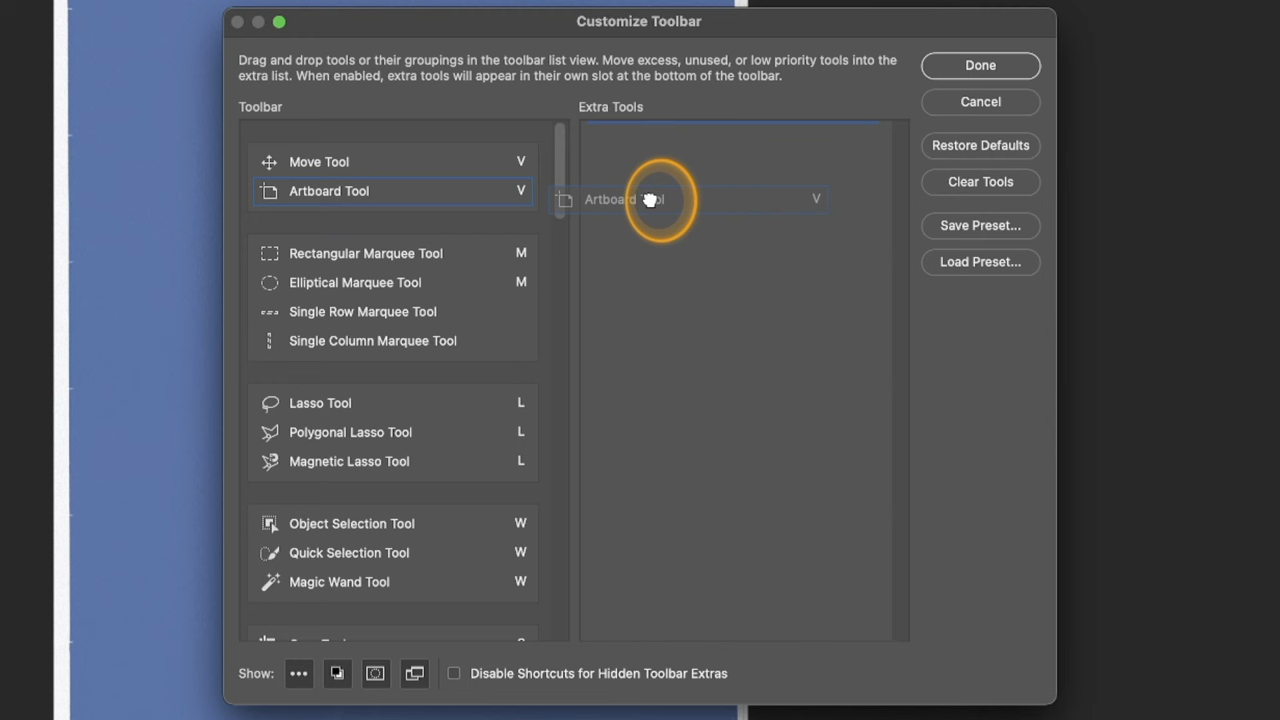 Customize Toolbar
Drag and drop tools or their groupings in the toolbar list view. Move excess, unused, or low priority tools into the
extra list. When enabled, extra tools will appear in their own slot at the bottom of the toolbar.
Done
Cancel
Restore Defaults
Clear Tools
Save Preset...
Load Preset...
Toolbar
Move Tool V
Artboard Tool V
Rectangular Marquee Tool M
Elliptical Marquee Tool M
Single Row Marquee Tool
Single Column Marquee Tool
Lasso Tool L
Polygonal Lasso Tool L
Magnetic Lasso Tool L
Object Selection Tool W
Quick Selection Tool W
Magic Wand Tool W
Extra Tools
Artboard Tool V
Show:
Disable Shortcuts for Hidden Toolbar Extras